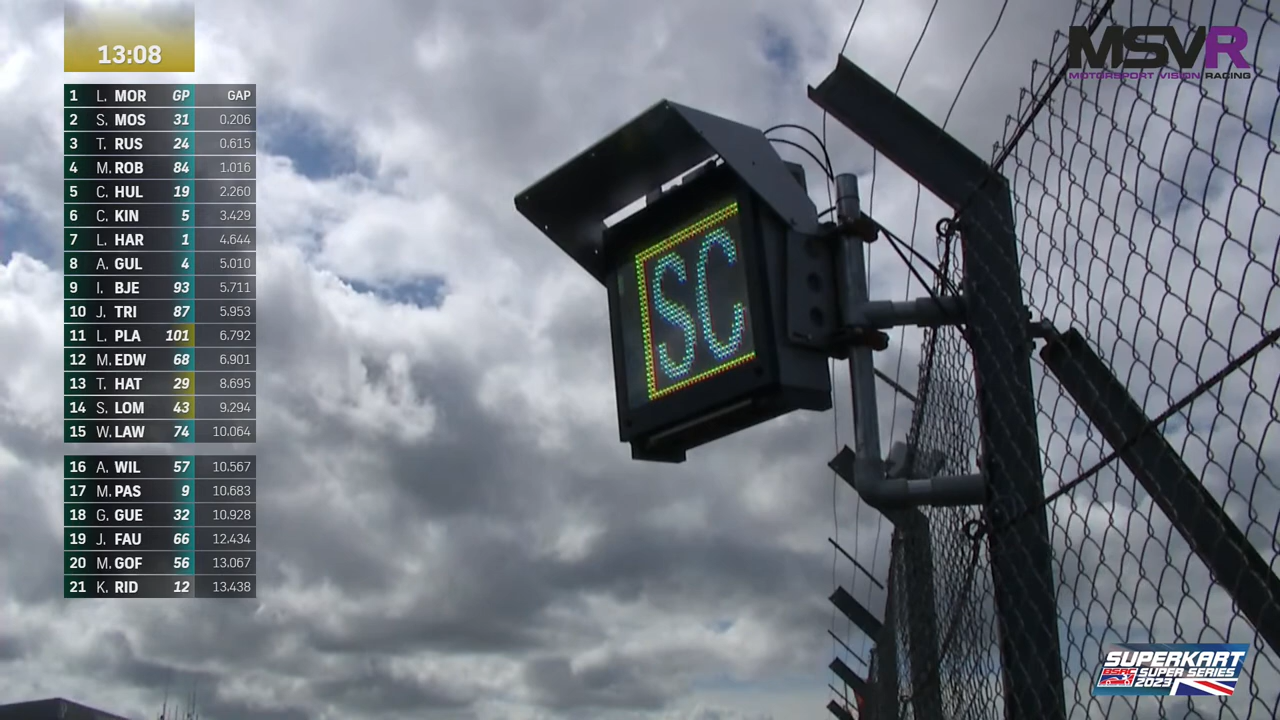 13:08
1 L. MOR GP GAP
2 S. MOS 31 0.206
3 T. RUS 24 0.615
4 M. ROB 84 1.016
5 C. HUL 19 2.260
6 C. KIN 5 3.429
7 L. HAR 1 4.644
8 A. GUL 4 5.010
9 I. BJE 93 5.711
10 J. TRI 87 5.953
11 L. PLA 101 6.792
12 M. EDW 68 6.901
13 T. HAT 29 8.695
14 S. LOM 43 9.294
15 W. LAW 74 10.064
16 A. WIL 57 10.567
17 M. PAS 9 10.683
18 G. GUE 32 10.928
19 J. FAU 66 12.434
20 M. GOF 56 13.067
21 K. RID 12 13.438
SC
MSVR
MOTORSPORT VISION RACING
SUPERKART
BSRC SUPER SERIES
2023